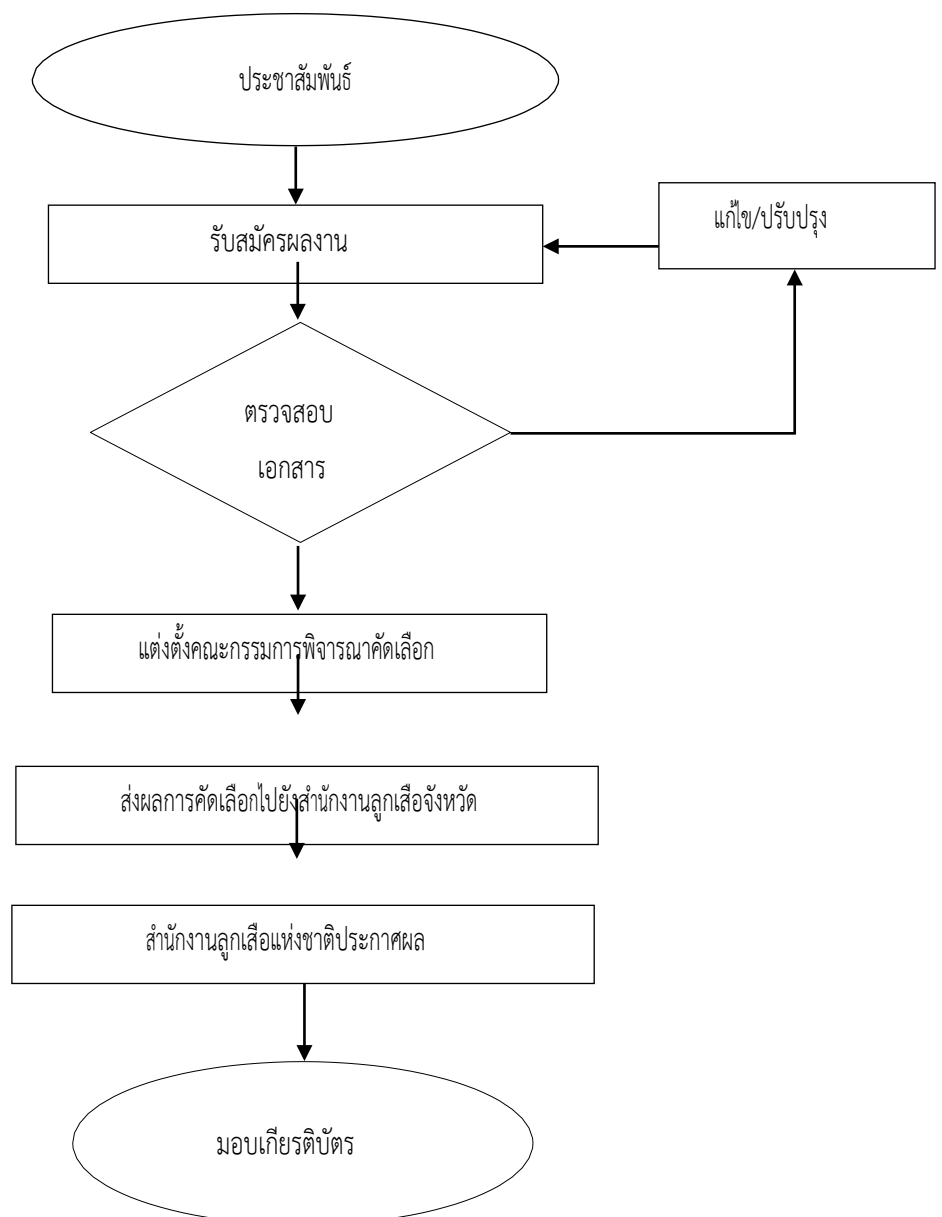 ประชาสัมพันธ์
รับสมัครผลงาน
แก้ไข/ปรับปรุง
ตรวจสอบ
เอกสาร
แต่งตั้งคณะกรรมการพิจารณาคัดเลือก
ส่งผลการคัดเลือกไปยังสำนักงานลูกเสือจังหวัด
สำนักงานลูกเสือแห่งชาติประกาศผล
มอบเกียรติบัตร